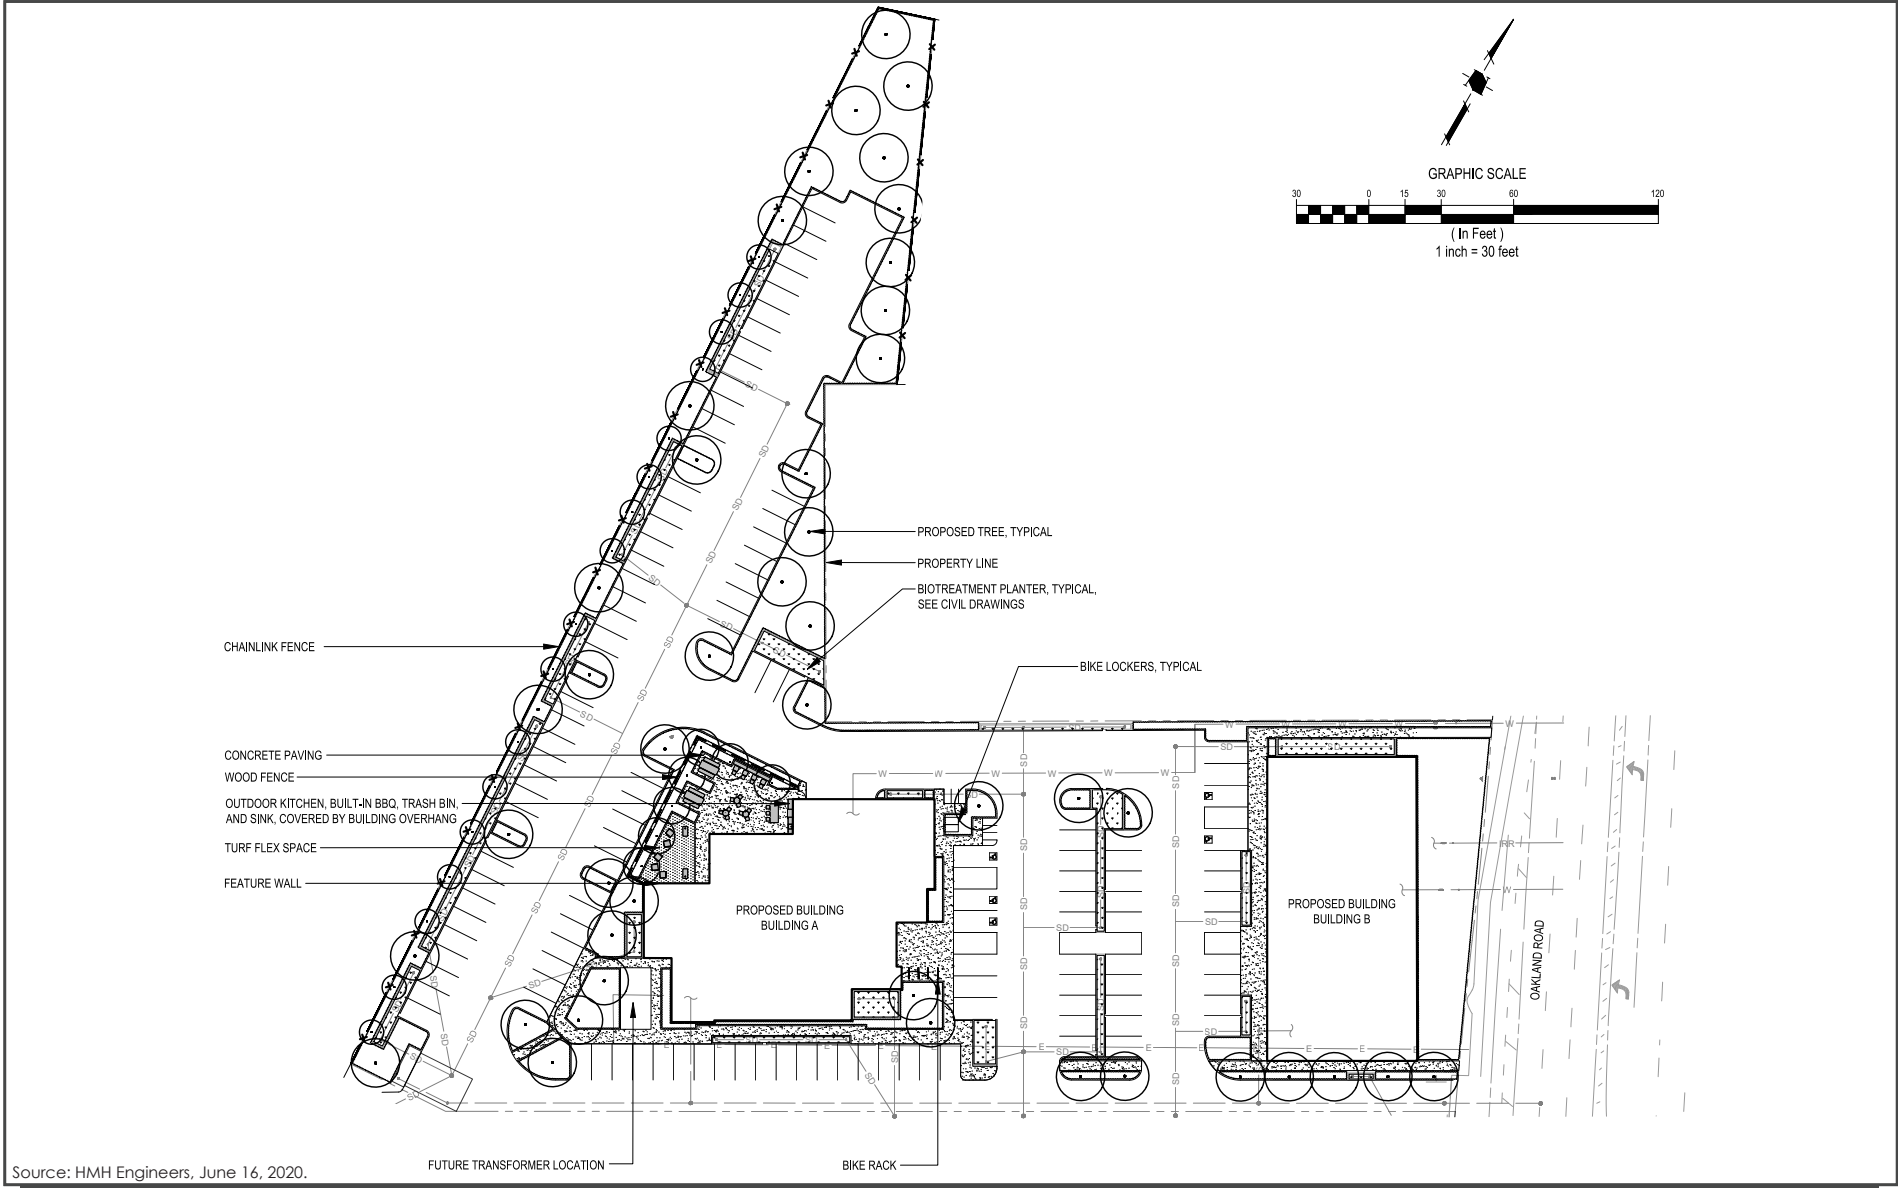 GRAPHIC SCALE
30 0 15 30 60 120
( In Feet )
1 inch = 30 feet
PROPOSED TREE, TYPICAL
PROPERTY LINE
BIOTREATMENT PLANTER, TYPICAL,
SEE CIVIL DRAWINGS
CHAINLINK FENCE
BIKE LOCKERS, TYPICAL
CONCRETE PAVING
WOOD FENCE
OUTDOOR KITCHEN, BUILT-IN BBQ, TRASH BIN,
AND SINK, COVERED BY BUILDING OVERHANG
TURF FLEX SPACE
FEATURE WALL
PROPOSED BUILDING
BUILDING A
PROPOSED BUILDING
BUILDING B
OAKLAND ROAD
FUTURE TRANSFORMER LOCATION
BIKE RACK
Source: HMH Engineers, June 16, 2020.